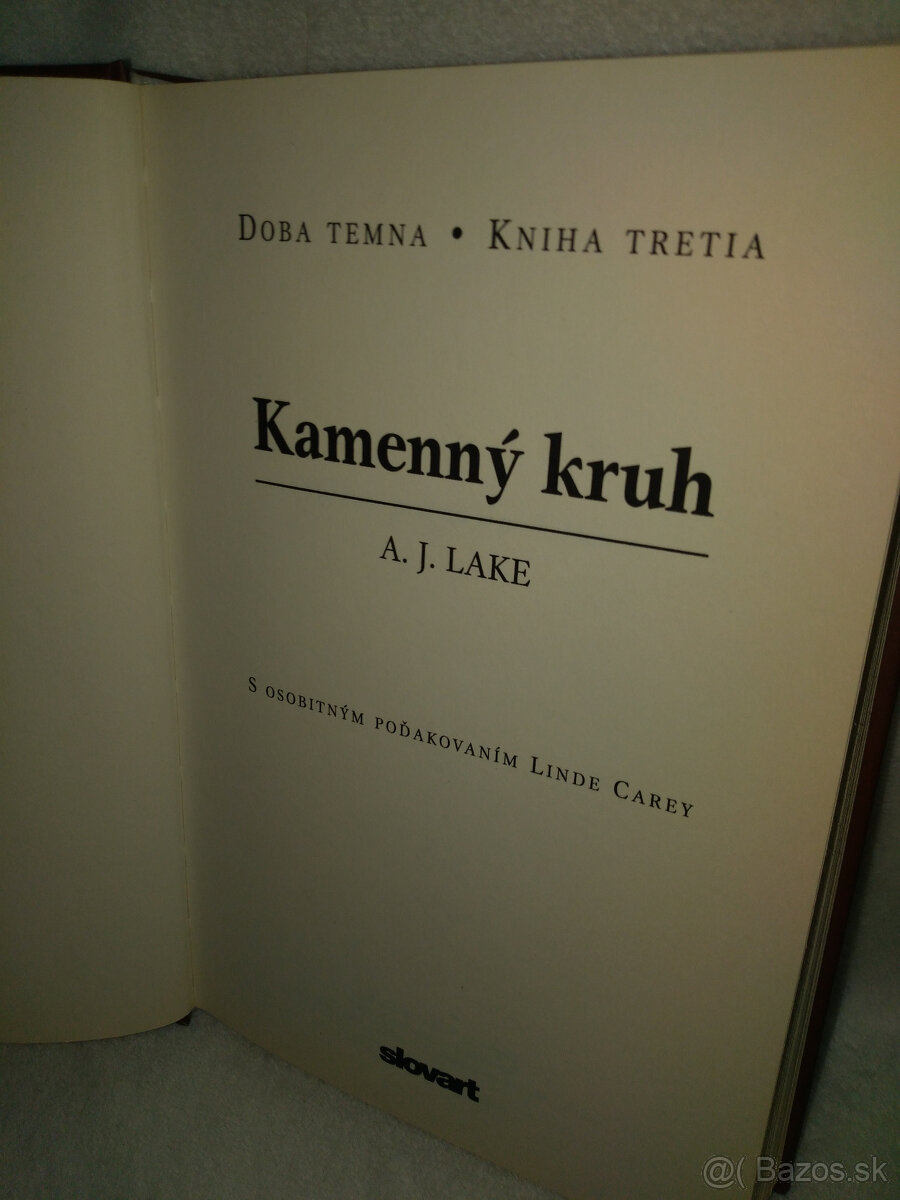 DOBA TEMNA • KNIHA TRETIA
Kamenný kruh
A. J. LAKE
S OSOBITNÝM POĎAKOVANÍM LINDE CAREY
slovart
@( Bazos.sk